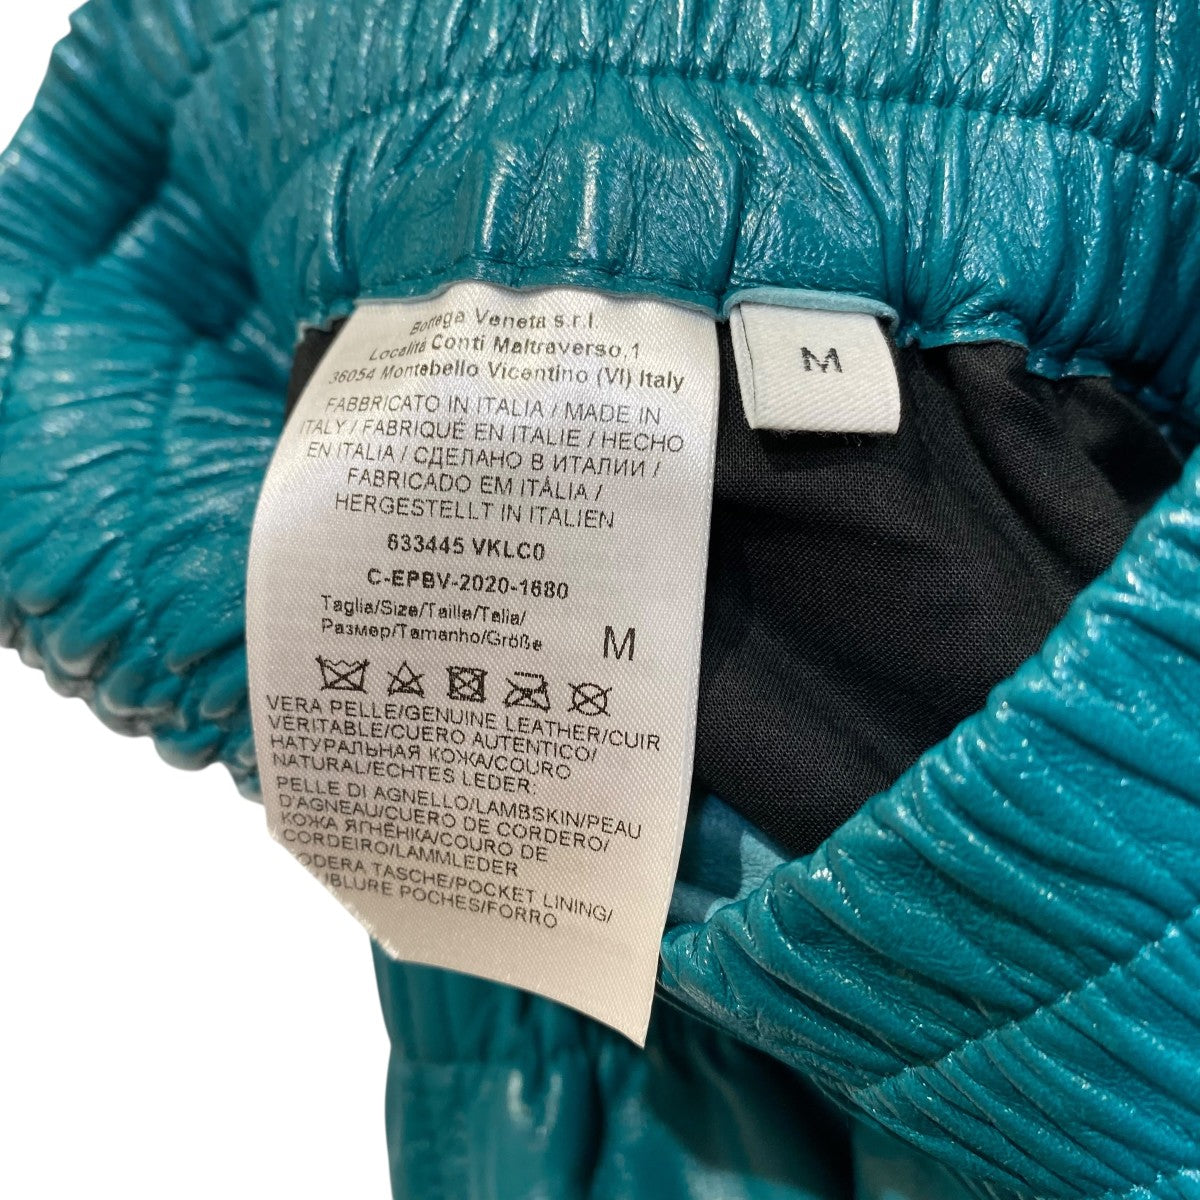 Bottega Veneta s.r.l.
Località Conti Maltraverso,1
36054 Montebello Vicentino (VI) Italy
FABBRICATO IN ITALIA / MADE IN
ITALY / FABRIQUÉ EN ITALIE / HECHO
EN ITALIA / СДЕЛАНО В ИТАЛИИ /
FABRICADO EM ITÁLIA /
HERGESTELLT IN ITALIEN
633445 VKLC0
C-EPBV-2020-1680
Taglia/Size/Taille/Talla/
Размер/Tamanho/Größe M
VERA PELLE/GENUINE LEATHER/CUIR
VÉRITABLE/CUERO AUTENTICO/
НАТУРАЛЬНАЯ КОЖА/COURO
NATURAL/ECHTES LEDER:
PELLE DI AGNELLO/LAMBSKIN/PEAU
D'AGNEAU/CUERO DE CORDERO/
КОЖА ЯГНЁНКА/COURO DE
CORDEIRO/LAMMLEDER
TASCHE/POCKET LINING/
POCHES/FORRO
M